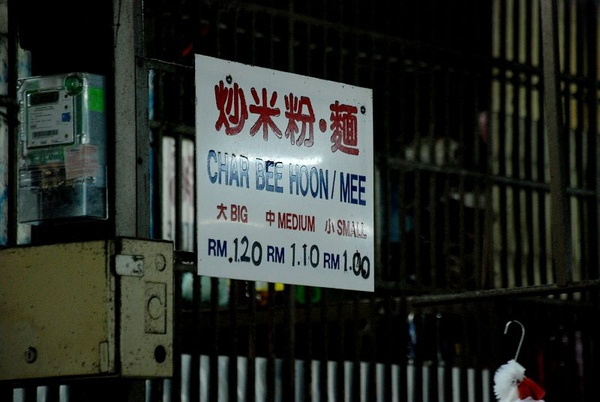 炒米粉·麵
CHAR BEE HOON/MEE
大 BIG 中 MEDIUM 小 SMALL
RM.1.20 RM 1.10 RM 1.00